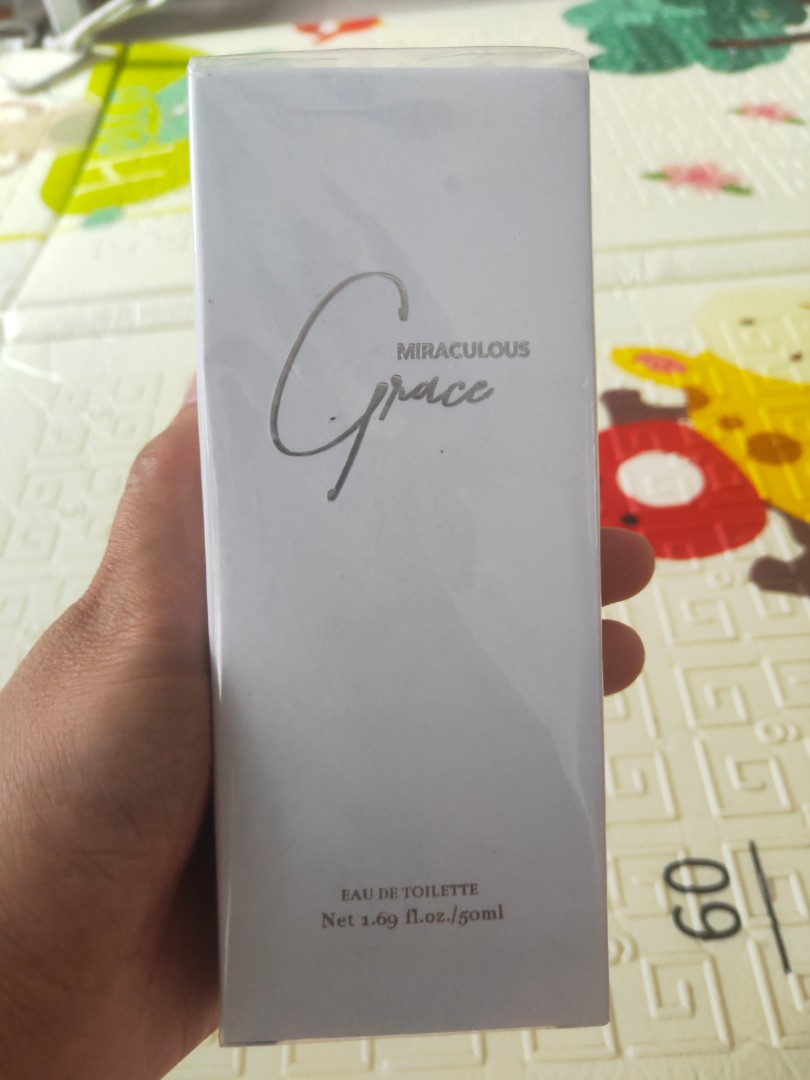 MIRACULOUS
Grace
EAU DE TOILETTE
Net 1.69 fl.oz./50ml
60